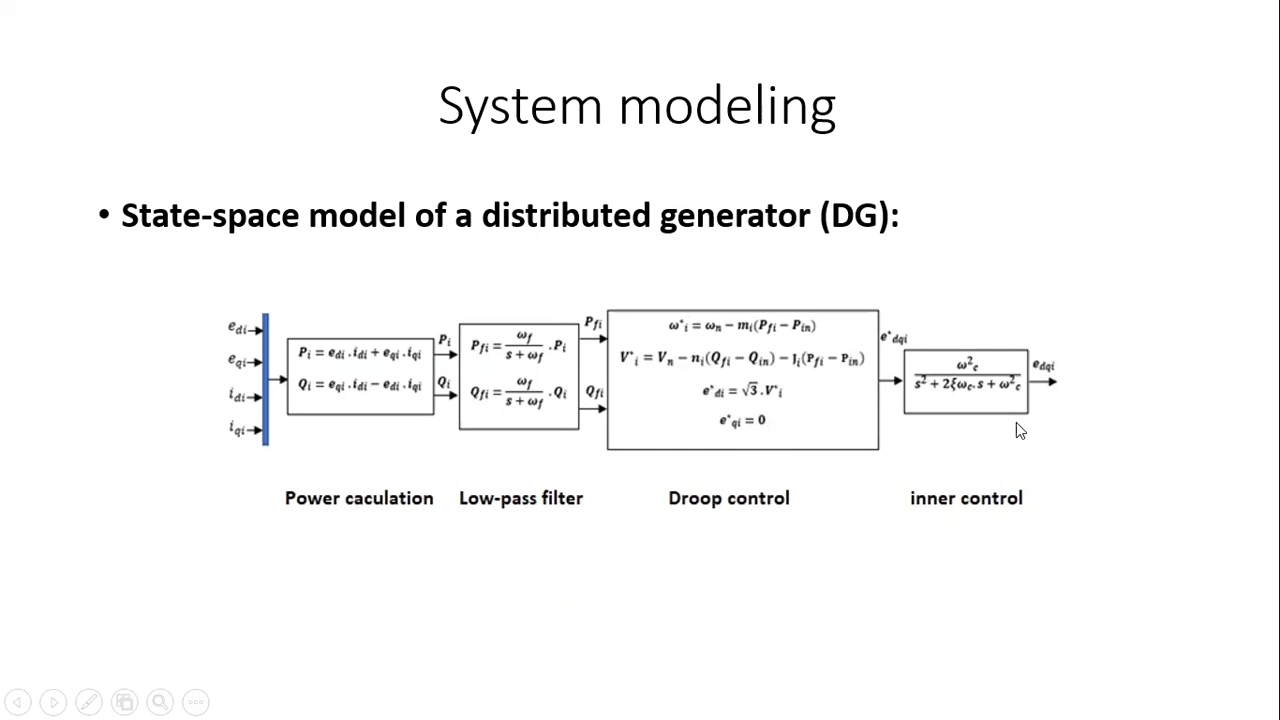 System modeling
• State-space model of a distributed generator (DG):
e_di
e_qi
i_di
i_qi
P_i = e_di . i_di + e_qi . i_qi
Q_i = e_qi . i_di − e_di . i_qi
P_i
Q_i
P_fi = ω_f / (s + ω_f) . P_i
Q_fi = ω_f / (s + ω_f) . Q_i
P_fi
Q_fi
ω*_i = ω_n − m_i(P_fi − P_in)
V*_i = V_n − n_i(Q_fi − Q_in) − J_i(P_fi − P_in)
e*_di = √3 . V*_i
e*_qi = 0
e*_dqi
ω²_c / (s² + 2ξω_c . s + ω²_c)
e_dqi
Power caculation Low-pass filter Droop control inner control